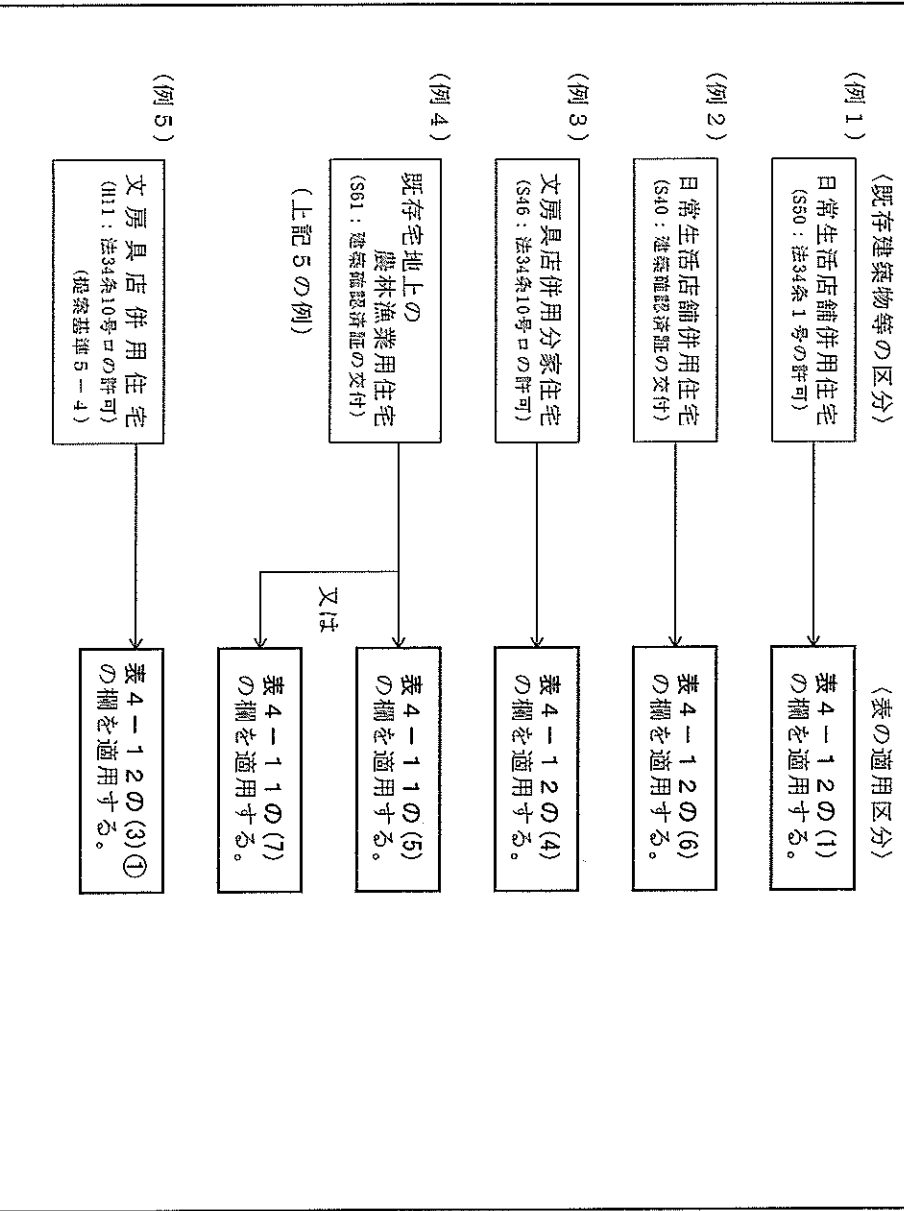 〈既存建築物等の区分〉
〈表の適用区分〉
(例1)
日常生活店舗併用住宅
(S50：法34条1号の許可)
表4－12の(1)
の欄を適用する。
(例2)
日常生活店舗併用住宅
(S40：建築確認済証の交付)
表4－12の(6)
の欄を適用する。
(例3)
文房具店併用分家住宅
(S46：法34条10号ロの許可)
表4－12の(4)
の欄を適用する。
(例4)
既存宅地上の
農林漁業用住宅
(S61：建築確認済証の交付)
(上記5の例)
表4－11の(5)
の欄を適用する。
又は
表4－11の(7)
の欄を適用する。
(例5)
文房具店併用住宅
(H11：法34条10号ロの許可)
(提案基準5－4)
表4－12の(3)①
の欄を適用する。